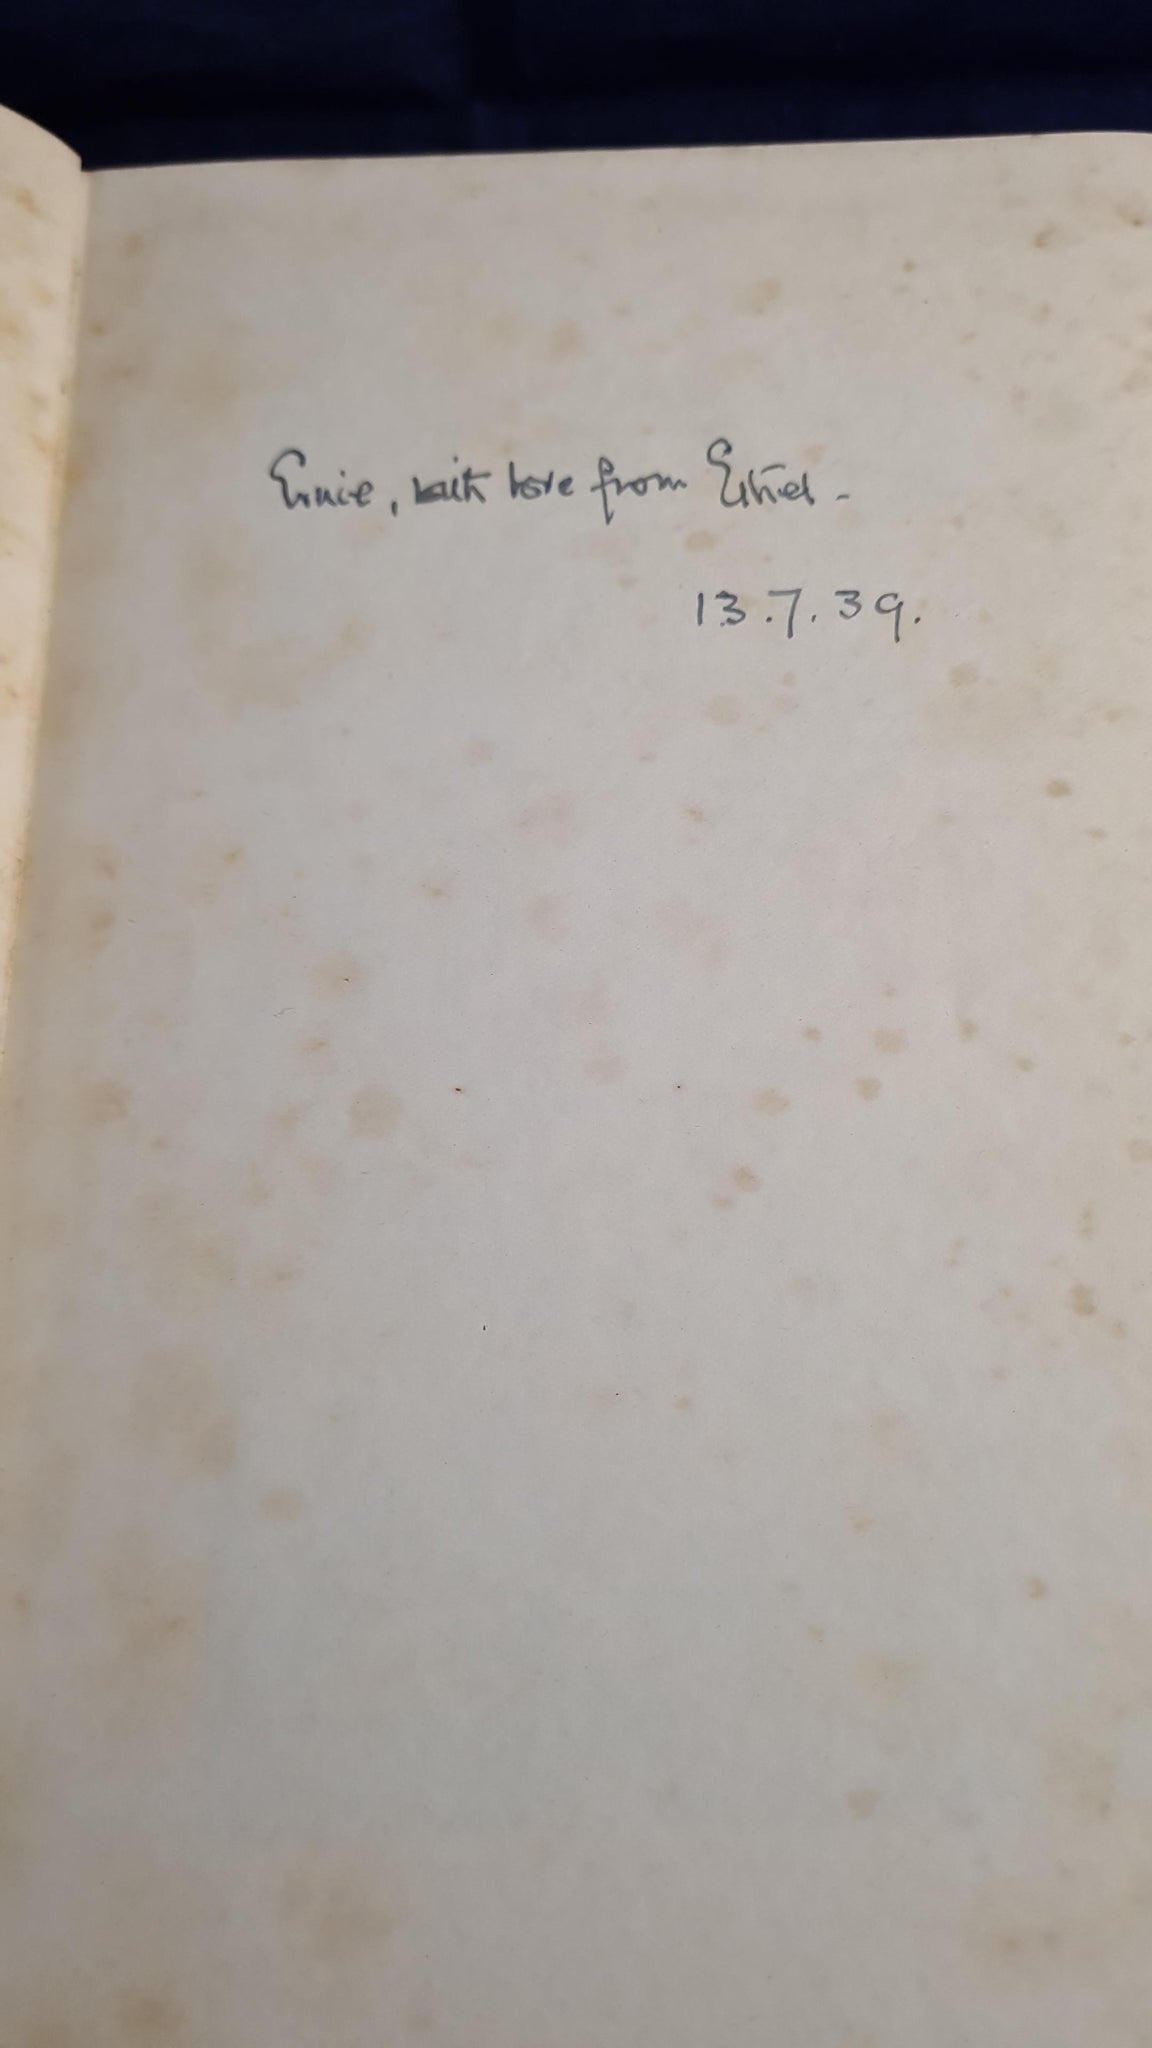 Ernie, with love from Ethel -
13.7.39.